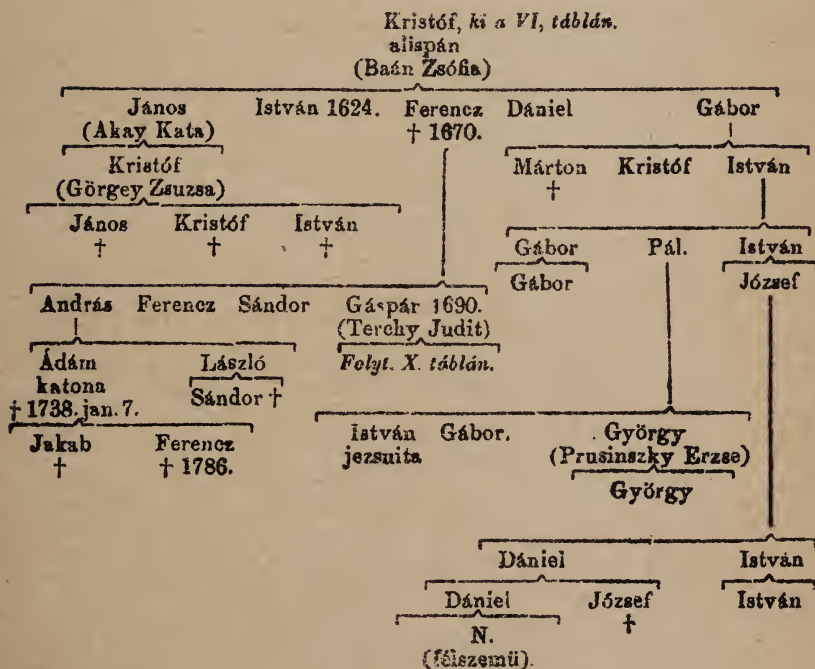 Kristóf, ki a VI, táblán.
alispán
(Baán Zsófia)
János István 1624. Ferencz Dániel Gábor
(Akay Kata) † 1670.
Kristóf Márton Kristóf István
(Görgey Zsuzsa) †
János Kristóf István Gábor Pál. István
† † † Gábor József
András Ferencz Sándor Gáspár 1690.
(Terchy Judit)
Ádám László Folyt. X. táblán.
katona Sándor †
† 1738. jan. 7.
István Gábor. György
Jakab Ferencz jezsuita (Prusinszky Erzse)
† † 1786. György
Dániel István
Dániel József István
†
N.
(félszemü).